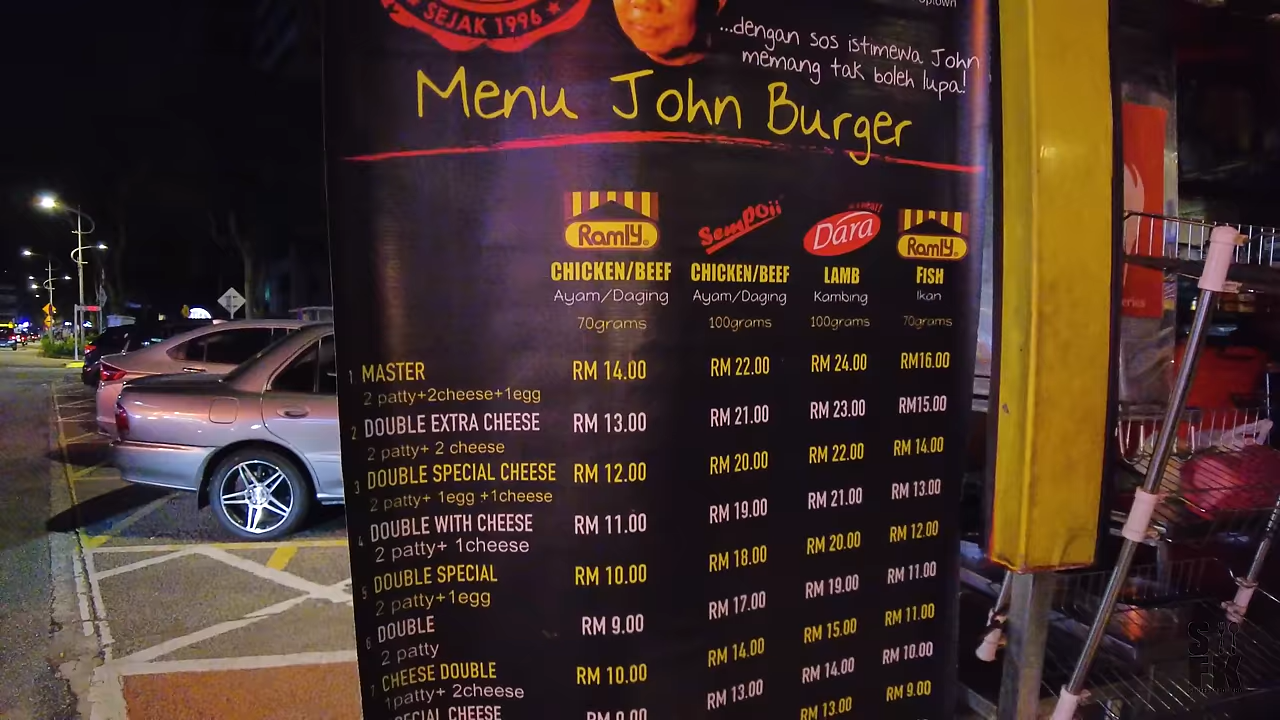 SEJAK 1996
...dengan sos istimewa John
memang tak boleh lupa!
Menu John Burger
Ramly Sempoii Dara Ramly
CHICKEN/BEEF CHICKEN/BEEF LAMB FISH
Ayam/Daging Ayam/Daging Kambing Ikan
70grams 100grams 100grams 70grams
1 MASTER RM 14.00 RM 22.00 RM 24.00 RM16.00
2 patty+2cheese+1egg
2 DOUBLE EXTRA CHEESE RM 13.00 RM 21.00 RM 23.00 RM15.00
2 patty+ 2 cheese
3 DOUBLE SPECIAL CHEESE RM 12.00 RM 20.00 RM 22.00 RM 14.00
2 patty+ 1egg +1cheese
4 DOUBLE WITH CHEESE RM 11.00 RM 19.00 RM 21.00 RM 13.00
2 patty+ 1cheese
5 DOUBLE SPECIAL RM 10.00 RM 18.00 RM 20.00 RM 12.00
2 patty+1egg
6 DOUBLE RM 9.00 RM 17.00 RM 19.00 RM 11.00
2 patty
7 CHEESE DOUBLE RM 10.00 RM 14.00 RM 15.00 RM 11.00
1patty+ 2cheese
SPECIAL CHEESE RM 9.00 RM 13.00 RM 14.00 RM 10.00
RM 13.00 RM 9.00